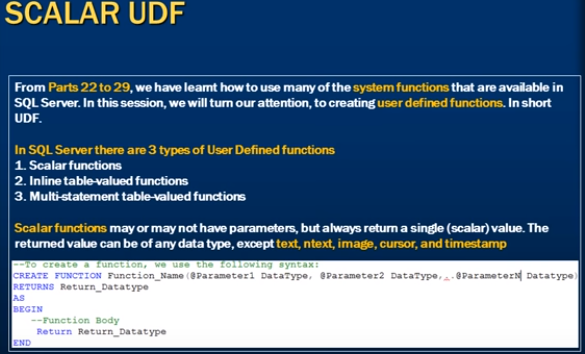 SCALAR UDF
From Parts 22 to 29, we have learnt how to use many of the system functions that are available in
SQL Server. In this session, we will turn our attention, to creating user defined functions. In short
UDF.
In SQL Server there are 3 types of User Defined functions
1. Scalar functions
2. Inline table-valued functions
3. Multi-statement table-valued functions
Scalar functions may or may not have parameters, but always return a single (scalar) value. The
returned value can be of any data type, except text, ntext, image, cursor, and timestamp
--To create a function, we use the following syntax:
CREATE FUNCTION Function_Name(@Parameter1 DataType, @Parameter2 DataType,..@ParameterN Datatype)
RETURNS Return_Datatype
AS
BEGIN
--Function Body
Return Return_Datatype
END